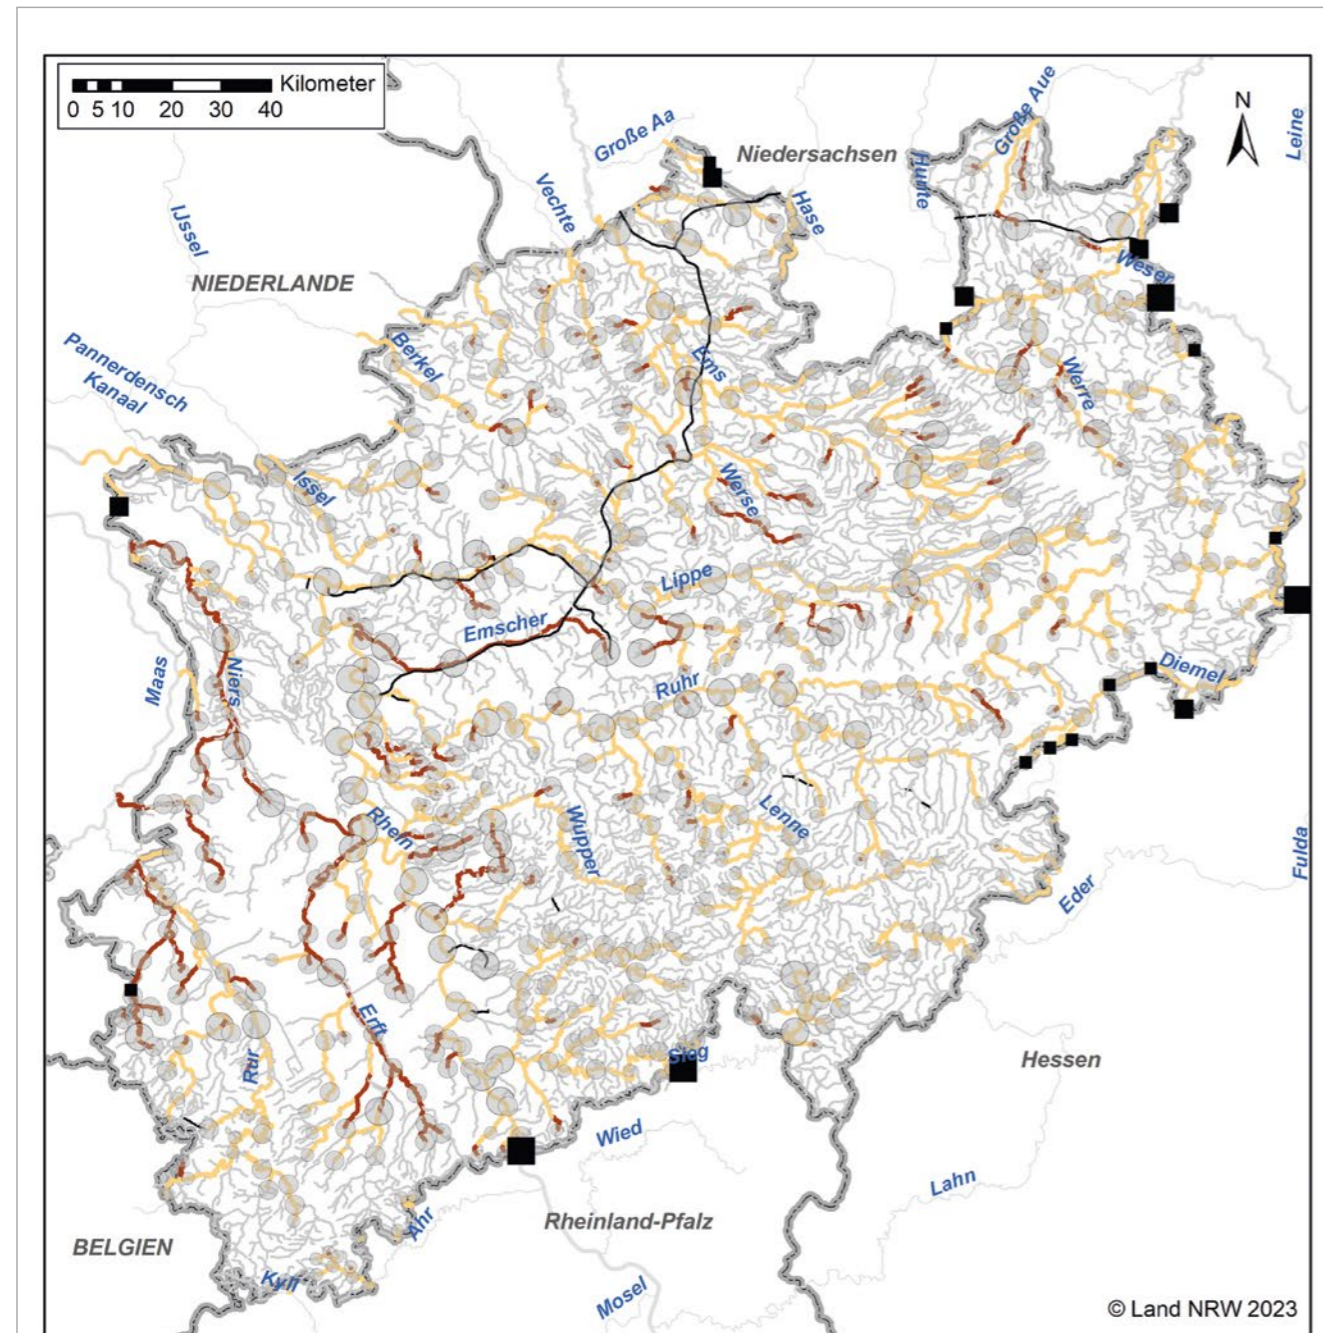 Kilometer
0 5 10 20 30 40
N
Große Aa
Niedersachsen
Große Aue
Leine
Hunte
Vechte
Hase
IJssel
NIEDERLANDE
Weser
Pannerdensch
Kanaal
Berkel
Ems
Werre
Issel
Werse
Lippe
Emscher
Maas
Niers
Ruhr
Diemel
Rhein
Wupper
Lenne
Fulda
Eder
Erft
Rur
Sieg
Hessen
Wied
Lahn
Rheinland-Pfalz
Ahr
BELGIEN
Kyll
Mosel
© Land NRW 2023